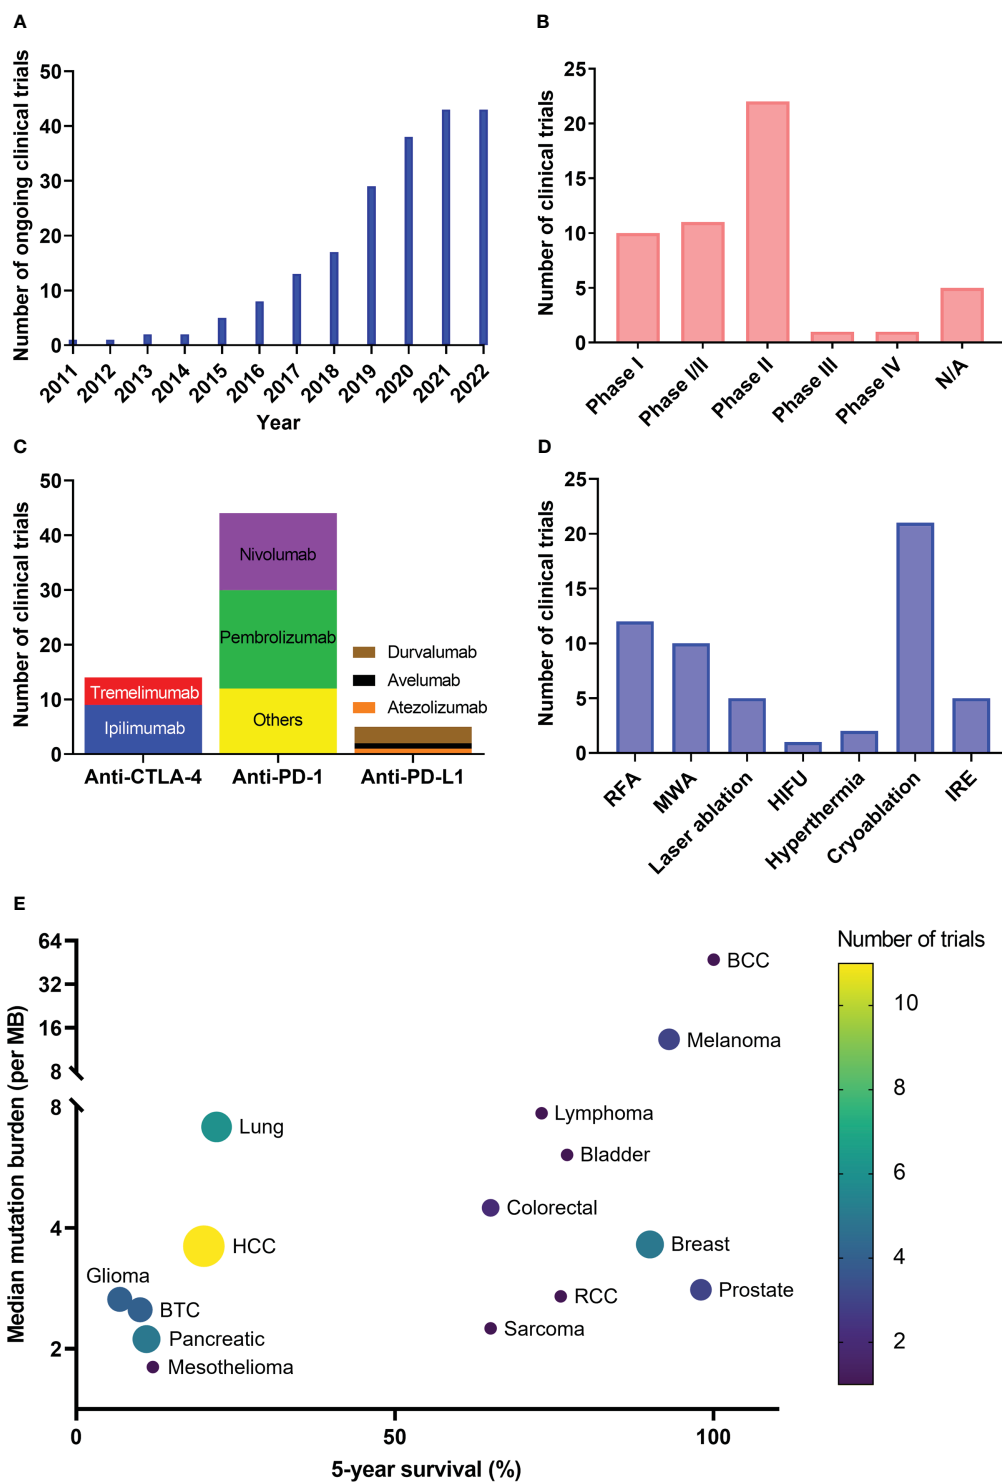 A
Number of ongoing clinical trials
50
40
30
20
10
0
2011
2012
2013
2014
2015
2016
2017
2018
2019
2020
2021
2022
Year
B
Number of clinical trials
25
20
15
10
5
0
Phase I
Phase I/II
Phase II
Phase III
Phase IV
N/A
C
Number of clinical trials
50
40
30
20
10
0
Tremelimumab
Ipilimumab
Nivolumab
Pembrolizumab
Others
Durvalumab
Avelumab
Atezolizumab
Anti-CTLA-4
Anti-PD-1
Anti-PD-L1
D
Number of clinical trials
25
20
15
10
5
0
RFA
MWA
Laser ablation
HIFU
Hyperthermia
Cryoablation
IRE
E
Median mutation burden (per MB)
64
32
16
8
8
4
2
BCC
Melanoma
Lymphoma
Lung
Bladder
Colorectal
HCC
Breast
Glioma
Prostate
RCC
BTC
Sarcoma
Pancreatic
Mesothelioma
0
50
100
5-year survival (%)
Number of trials
10
8
6
4
2